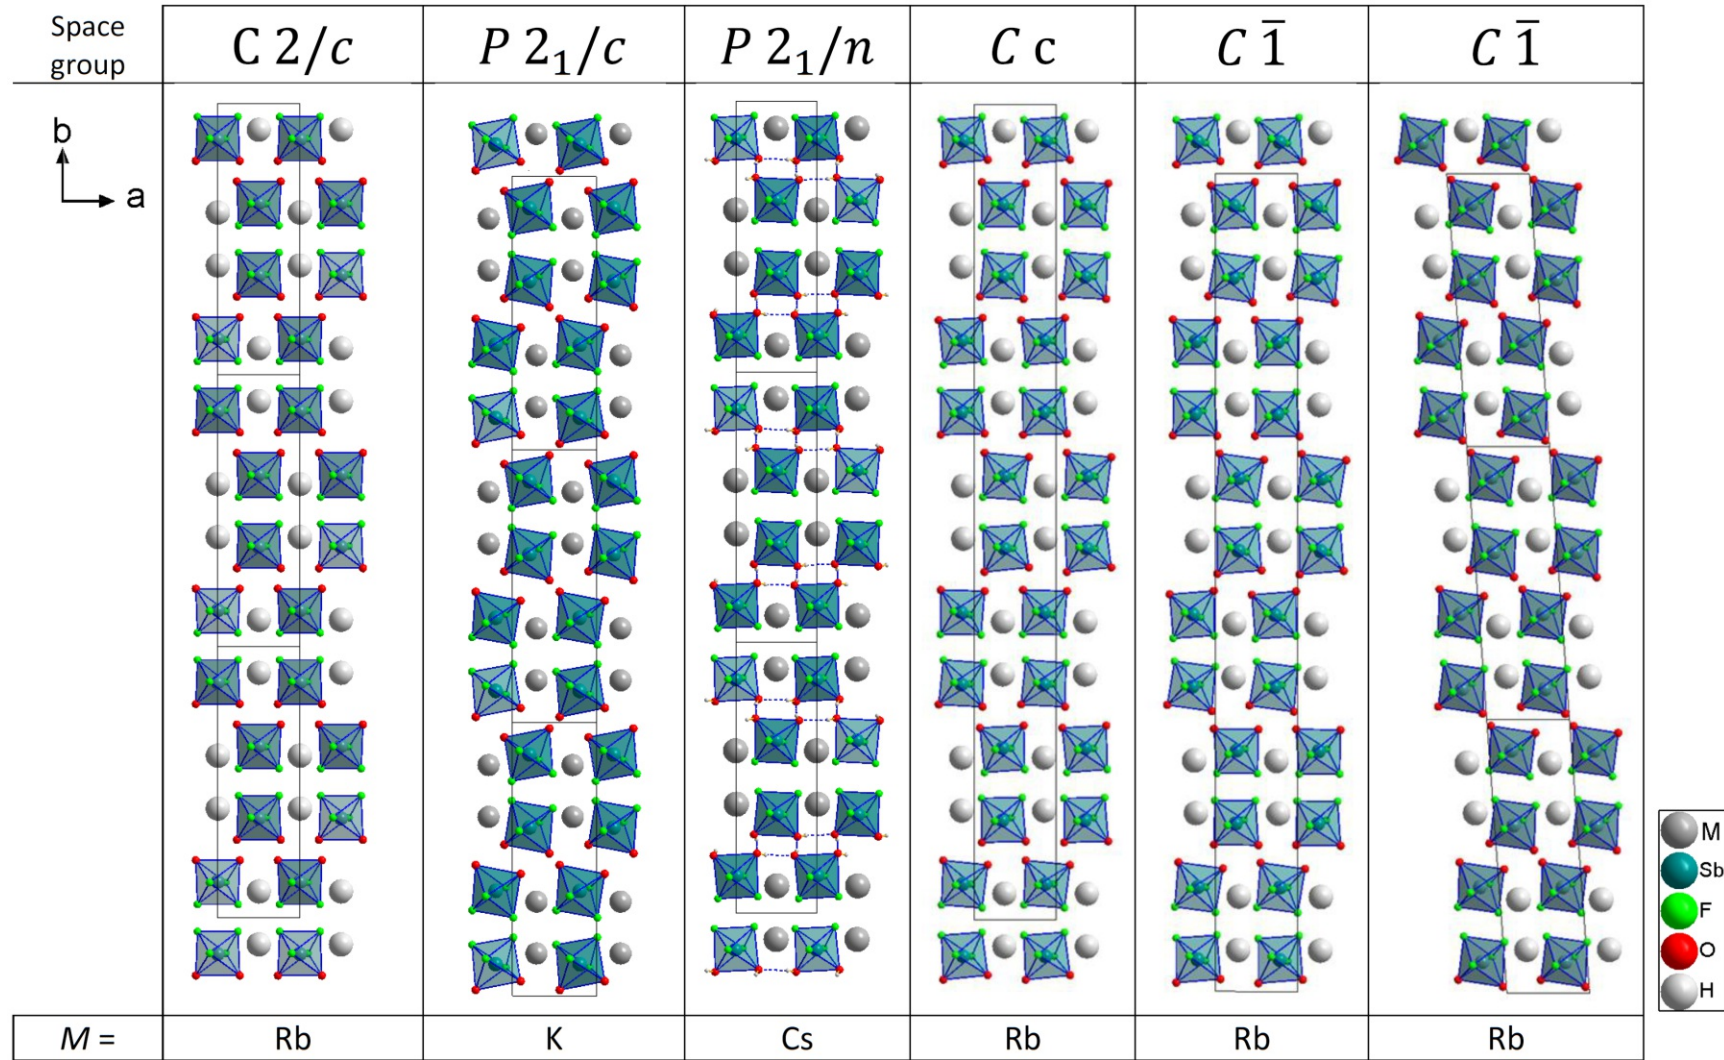 Space
group
C 2/c
P 2₁/c
P 2₁/n
C c
C 1̅
C 1̅
b
a
M
Sb
F
O
H
M =
Rb
K
Cs
Rb
Rb
Rb